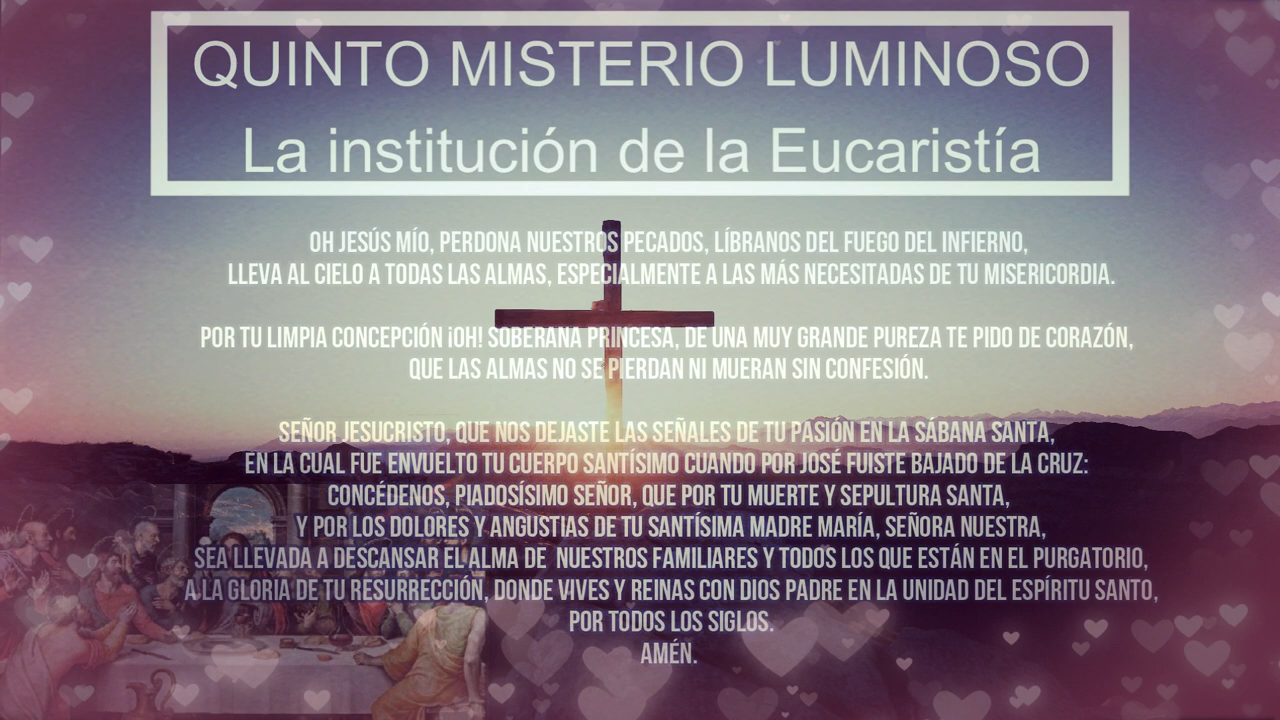 QUINTO MISTERIO LUMINOSO
La institución de la Eucaristía
OH JESÚS MÍO, PERDONA NUESTROS PECADOS, LÍBRANOS DEL FUEGO DEL INFIERNO,
LLEVA AL CIELO A TODAS LAS ALMAS, ESPECIALMENTE A LAS MÁS NECESITADAS DE TU MISERICORDIA.
POR TU LIMPIA CONCEPCIÓN ¡OH! SOBERANA PRINCESA, DE UNA MUY GRANDE PUREZA TE PIDO DE CORAZÓN,
QUE LAS ALMAS NO SE PIERDAN NI MUERAN SIN CONFESIÓN.
SEÑOR JESUCRISTO, QUE NOS DEJASTE LAS SEÑALES DE TU PASIÓN EN LA SÁBANA SANTA,
EN LA CUAL FUE ENVUELTO TU CUERPO SANTÍSIMO CUANDO POR JOSÉ FUISTE BAJADO DE LA CRUZ:
CONCÉDENOS, PIADOSÍSIMO SEÑOR, QUE POR TU MUERTE Y SEPULTURA SANTA,
Y POR LOS DOLORES Y ANGUSTIAS DE TU SANTÍSIMA MADRE MARÍA, SEÑORA NUESTRA,
SEA LLEVADA A DESCANSAR EL ALMA DE NUESTROS FAMILIARES Y TODOS LOS QUE ESTÁN EN EL PURGATORIO,
A LA GLORIA DE TU RESURRECCIÓN, DONDE VIVES Y REINAS CON DIOS PADRE EN LA UNIDAD DEL ESPÍRITU SANTO,
POR TODOS LOS SIGLOS.
AMÉN.